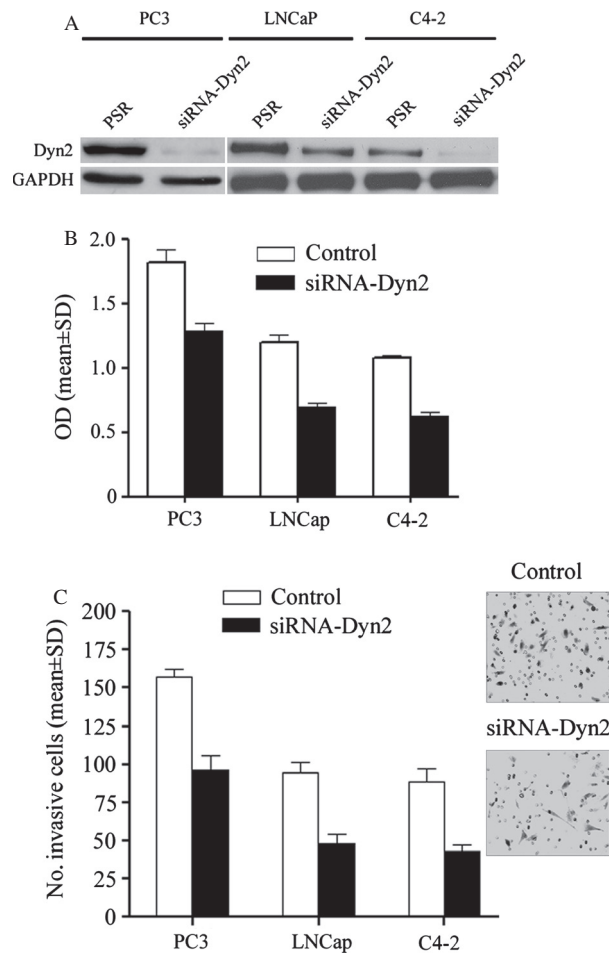 A
PC3 LNCaP C4-2
PSR siRNA-Dyn2 PSR siRNA-Dyn2 PSR siRNA-Dyn2
Dyn2
GAPDH
B
Control
siRNA-Dyn2
OD (mean±SD)
2.0
1.5
1.0
0.5
0
PC3 LNCap C4-2
C
Control
siRNA-Dyn2
No. invasive cells (mean±SD)
200
175
150
125
100
75
50
25
0
PC3 LNCap C4-2
Control
siRNA-Dyn2